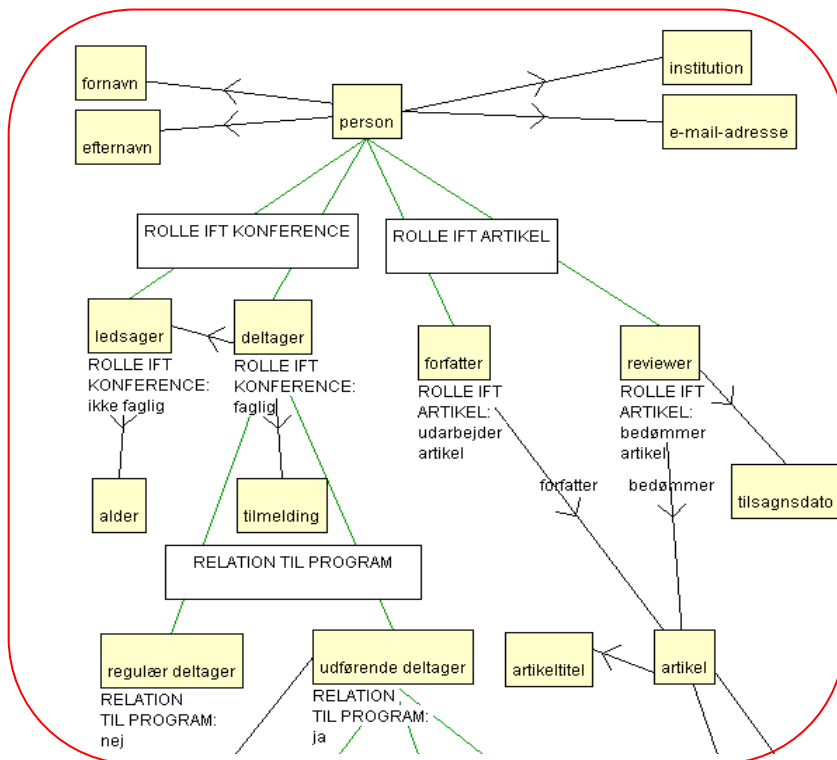 fornavn
institution
person
efternavn
e-mail-adresse
ROLLE IFT KONFERENCE
ROLLE IFT ARTIKEL
ledsager
deltager
forfatter
reviewer
ROLLE IFT
KONFERENCE:
ikke faglig
ROLLE IFT
KONFERENCE:
faglig
ROLLE IFT
ARTIKEL:
udarbejder
artikel
ROLLE IFT
ARTIKEL:
bedømmer
artikel
forfatter
bedømmer
alder
tilmelding
tilsagnsdato
RELATION TIL PROGRAM
regulær deltager
udførende deltager
artikeltitel
artikel
RELATION
TIL PROGRAM:
nej
RELATION
TIL PROGRAM:
ja